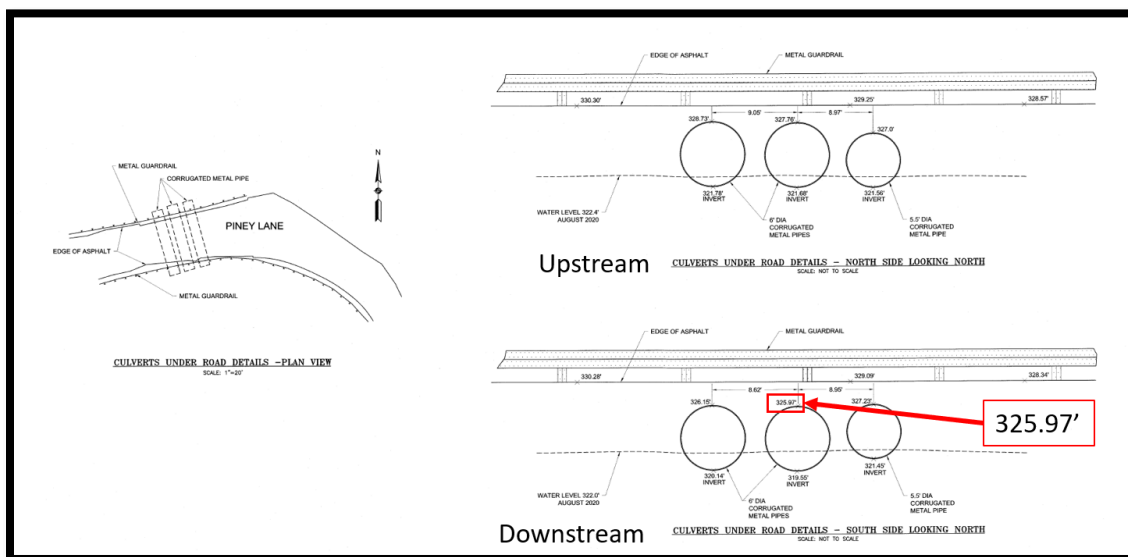 METAL GUARDRAIL
CORRUGATED METAL PIPE
N
PINEY LANE
EDGE OF ASPHALT
METAL GUARDRAIL
CULVERTS UNDER ROAD DETAILS -PLAN VIEW
SCALE: 1"=20'
EDGE OF ASPHALT
METAL GUARDRAIL
330.30'
329.25'
328.57'
9.05'
8.97'
328.73'
327.76'
327.0'
321.78'
INVERT
321.68'
INVERT
321.56'
INVERT
WATER LEVEL 322.4'
AUGUST 2020
6' DIA
CORRUGATED
METAL PIPES
5.5' DIA
CORRUGATED
METAL PIPE
Upstream
CULVERTS UNDER ROAD DETAILS - NORTH SIDE LOOKING NORTH
SCALE: NOT TO SCALE
EDGE OF ASPHALT
METAL GUARDRAIL
330.28'
329.09'
328.34'
8.62'
8.95'
326.15'
325.97'
327.23'
325.97'
320.14'
INVERT
319.55'
INVERT
321.45'
INVERT
WATER LEVEL 322.0'
AUGUST 2020
6' DIA
CORRUGATED
METAL PIPES
5.5' DIA
CORRUGATED
METAL PIPE
Downstream
CULVERTS UNDER ROAD DETAILS - SOUTH SIDE LOOKING NORTH
SCALE: NOT TO SCALE